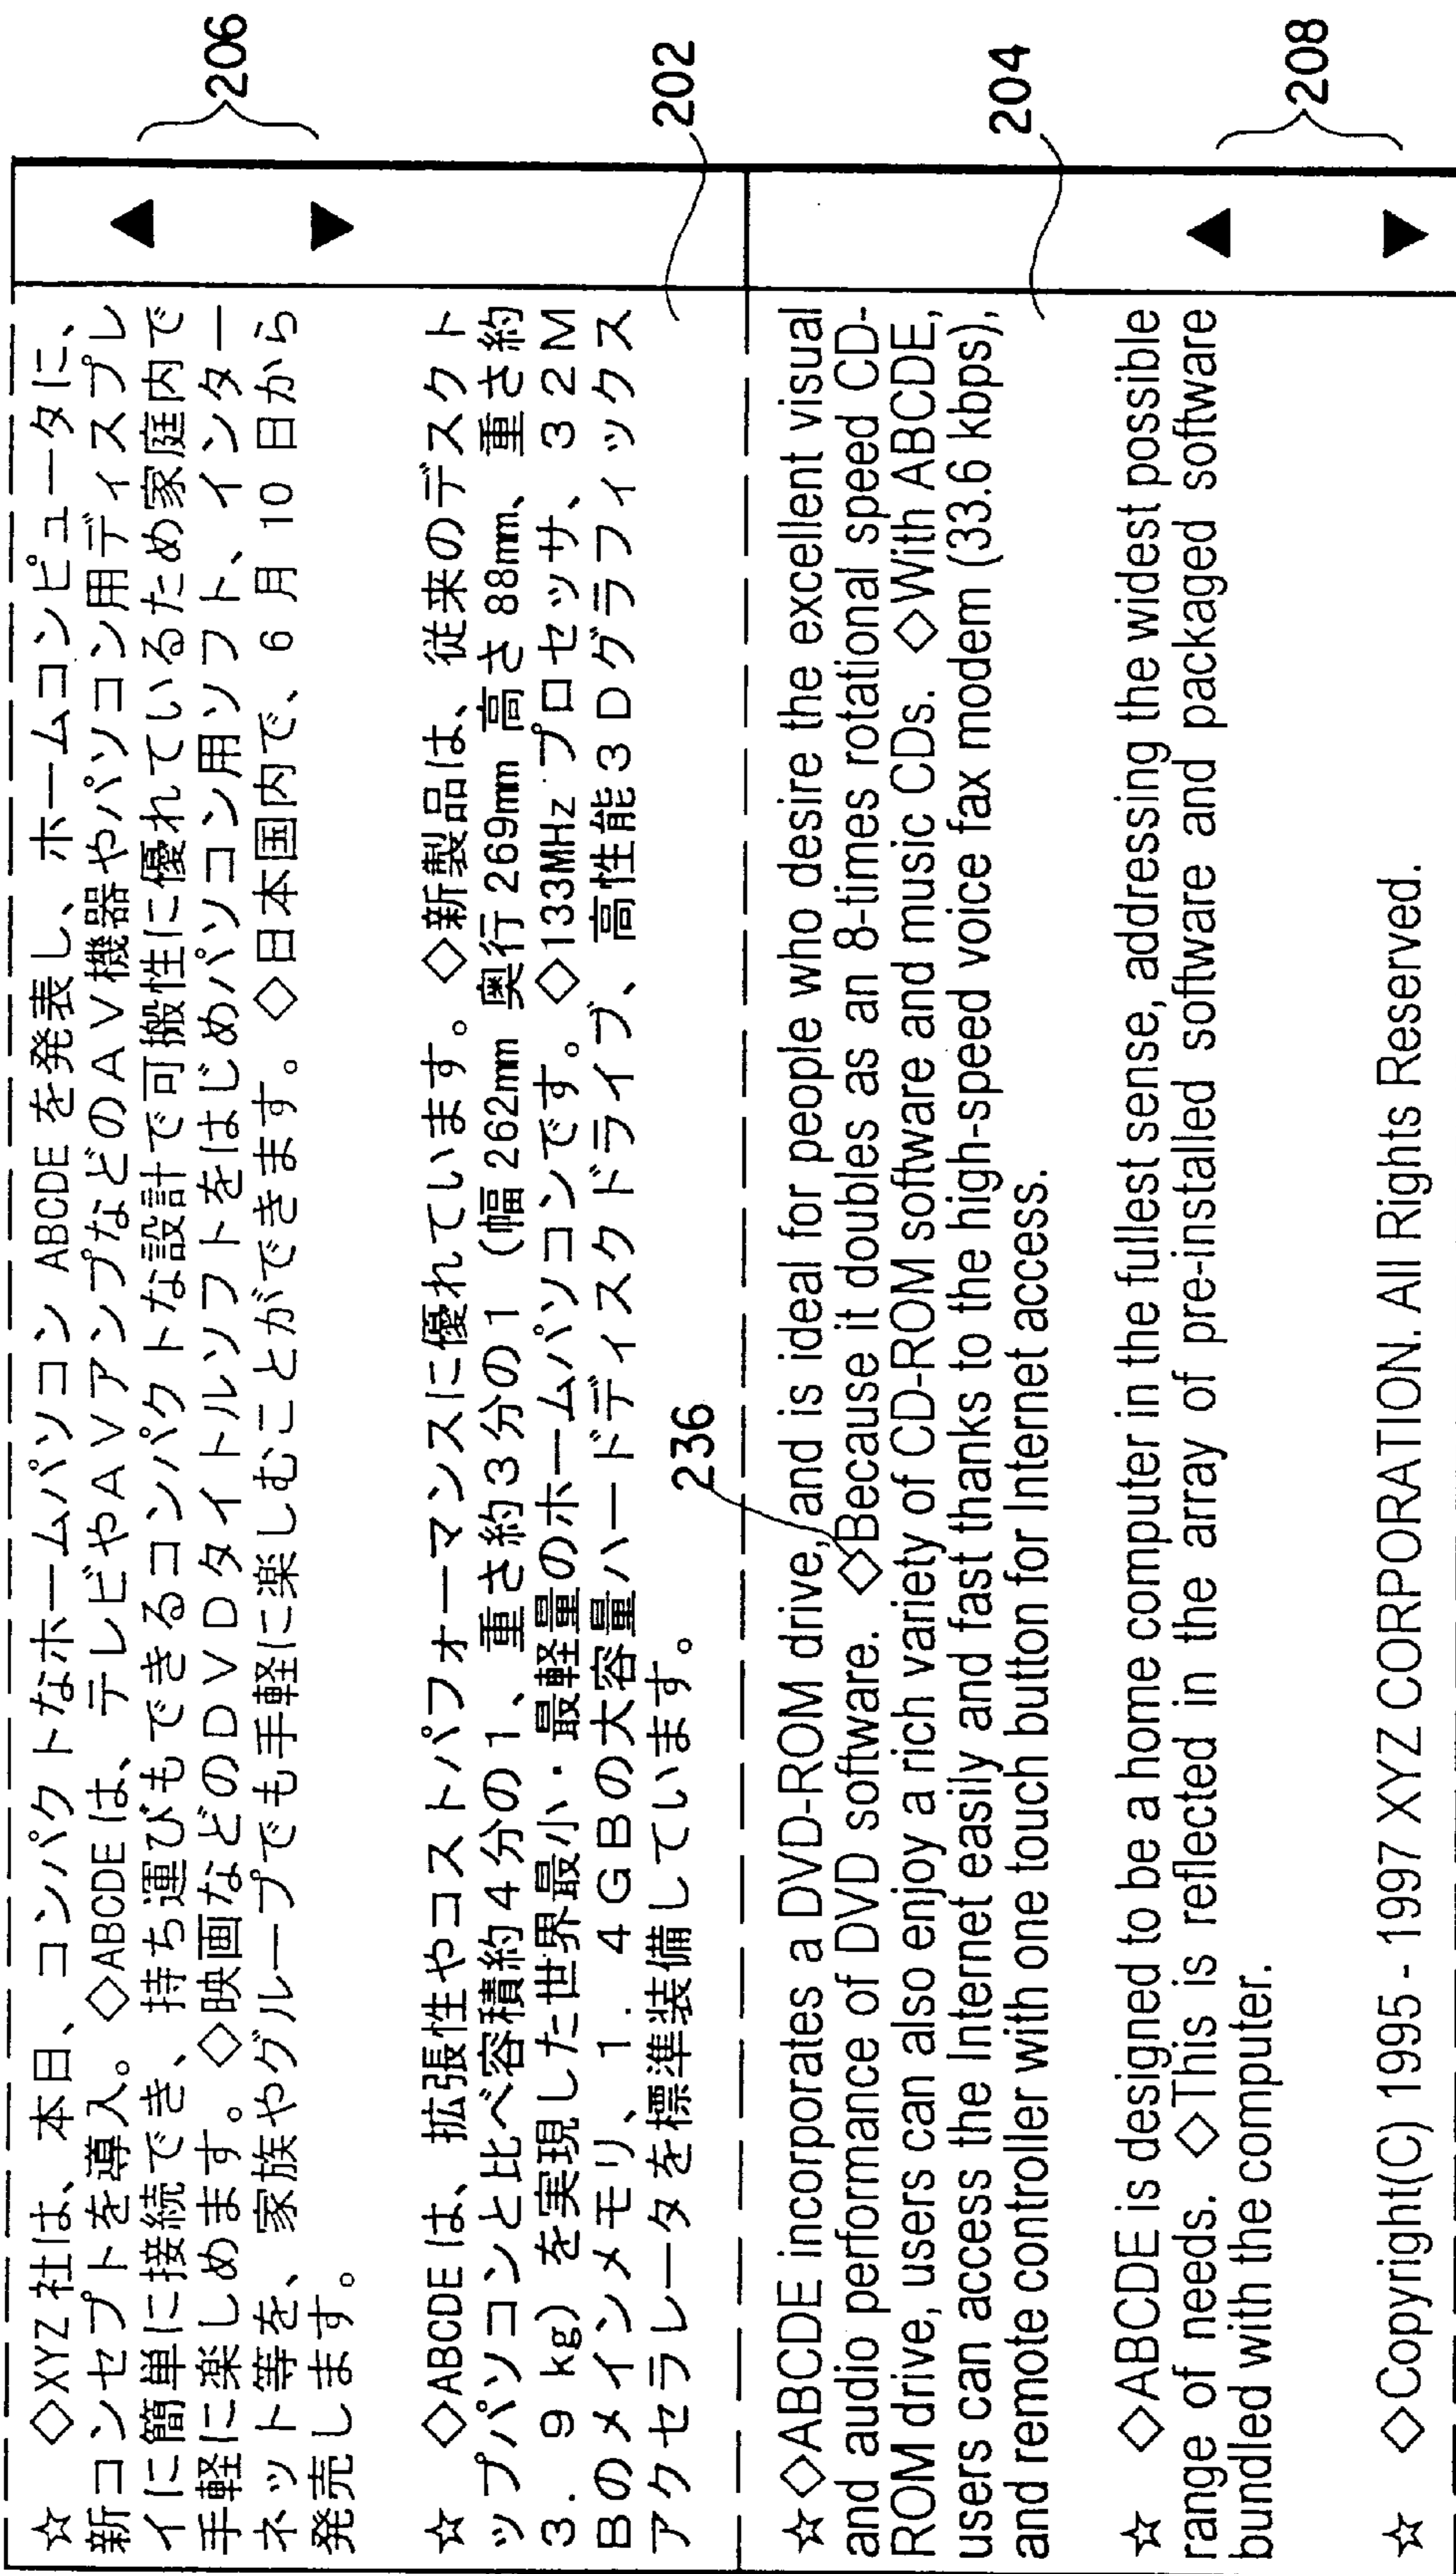 ☆ ◇XYZ社は、本日、コンパクトなホームパソコン ABCDE を発表し、ホームコンピュータに、
新コンセプトを導入。◇ABCDE は、テレビやAVアンプなどのAV機器やパソコン用ディスプレ
イに簡単に接続でき、持ち運びもできるコンパクトな設計で可搬性に優れているため家庭内で
手軽に楽しめます。◇映画などのDVDタイトルソフトをはじめパソコン用ソフト、インター
ネット等を、家族やグループでも手軽に楽しむことができます。◇日本国内で、6月10日から
発売します。
206
☆ ◇ABCDE は、拡張性やコストパフォーマンスに優れています。◇新製品は、従来のデスクト
ップパソコンと比べ容積約4分の1、重さ約3分の1（幅 262mm 奥行 269mm 高さ 88mm、重さ約
3.9 kg）を実現した世界最小・最軽量のホームパソコンです。◇133MHz プロセッサ、32M
Bのメインメモリ、1.4GBの大容量ハードディスクドライブ、高性能3Dグラフィックス
アクセラレータを標準装備しています。
202
236
☆◇ABCDE incorporates a DVD-ROM drive, and is ideal for people who desire the excellent visual
and audio performance of DVD software. ◇Because it doubles as an 8-times rotational speed CD-
ROM drive, users can also enjoy a rich variety of CD-ROM software and music CDs. ◇With ABCDE,
users can access the Internet easily and fast thanks to the high-speed voice fax modem (33.6 kbps),
and remote controller with one touch button for Internet access.
204
☆ ◇ABCDE is designed to be a home computer in the fullest sense, addressing the widest possible
range of needs. ◇This is reflected in the array of pre-installed software and packaged software
bundled with the computer.
208
☆ ◇Copyright(C) 1995 - 1997 XYZ CORPORATION. All Rights Reserved.